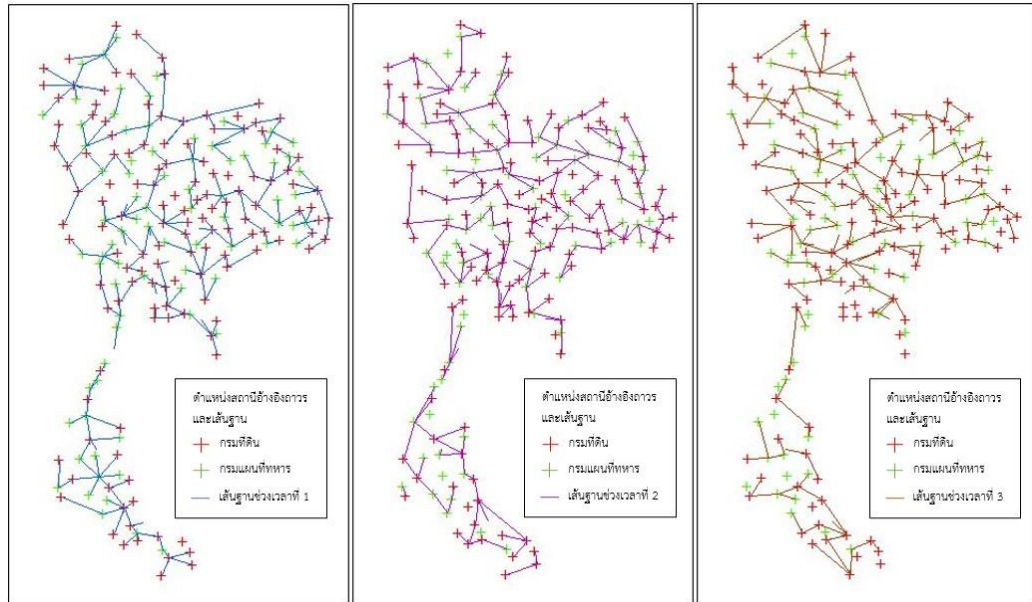 ตำแหน่งสถานีอ้างอิงถาวร
และเส้นฐาน
กรมที่ดิน
กรมแผนที่ทหาร
เส้นฐานช่วงเวลาที่ 1
ตำแหน่งสถานีอ้างอิงถาวร
และเส้นฐาน
กรมที่ดิน
กรมแผนที่ทหาร
เส้นฐานช่วงเวลาที่ 2
ตำแหน่งสถานีอ้างอิงถาวร
และเส้นฐาน
กรมที่ดิน
กรมแผนที่ทหาร
เส้นฐานช่วงเวลาที่ 3